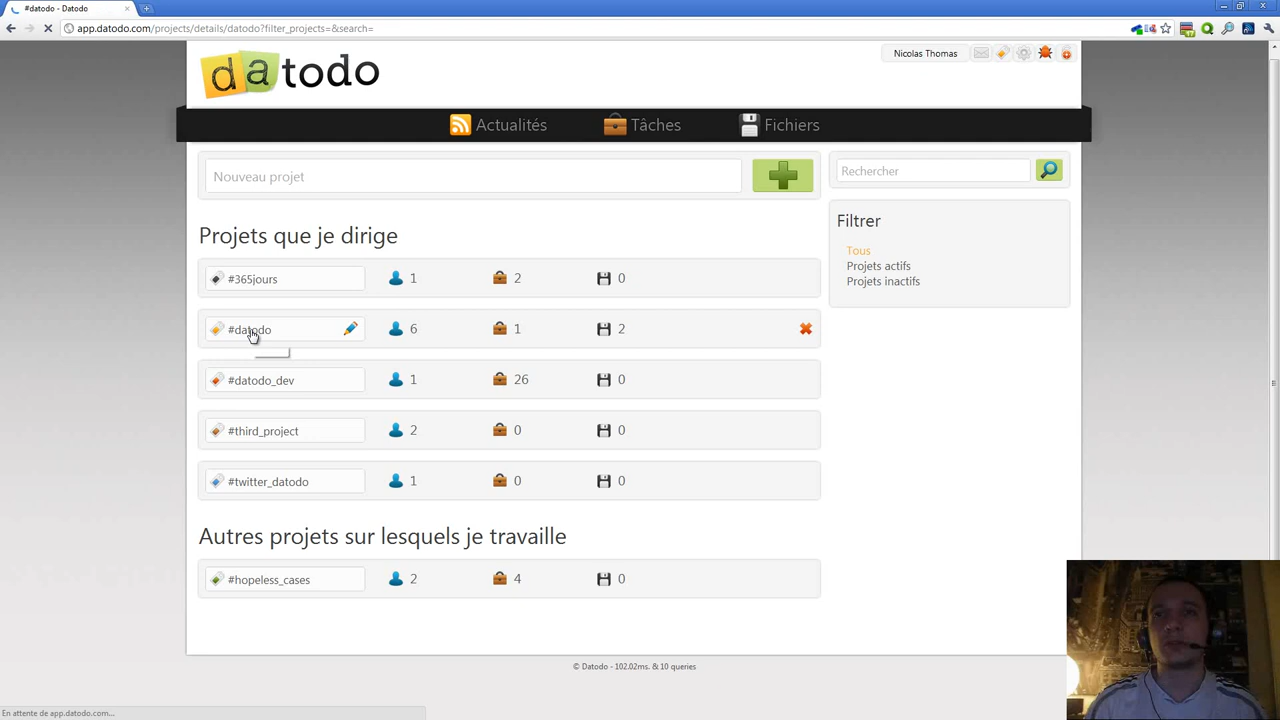 #datodo - Datodo
app.datodo.com/projects/details/datodo?filter_projects=&search=
datodo
Nicolas Thomas
Actualités
Tâches
Fichiers
Nouveau projet
Rechercher
Projets que je dirige
Filtrer
Tous
Projets actifs
Projets inactifs
#365jours 1 2 0
#datodo 6 1 2
#datodo_dev 1 26 0
#third_project 2 0 0
#twitter_datodo 1 0 0
Autres projets sur lesquels je travaille
#hopeless_cases 2 4 0
© Datodo - 102.02ms. & 10 queries
En attente de app.datodo.com...